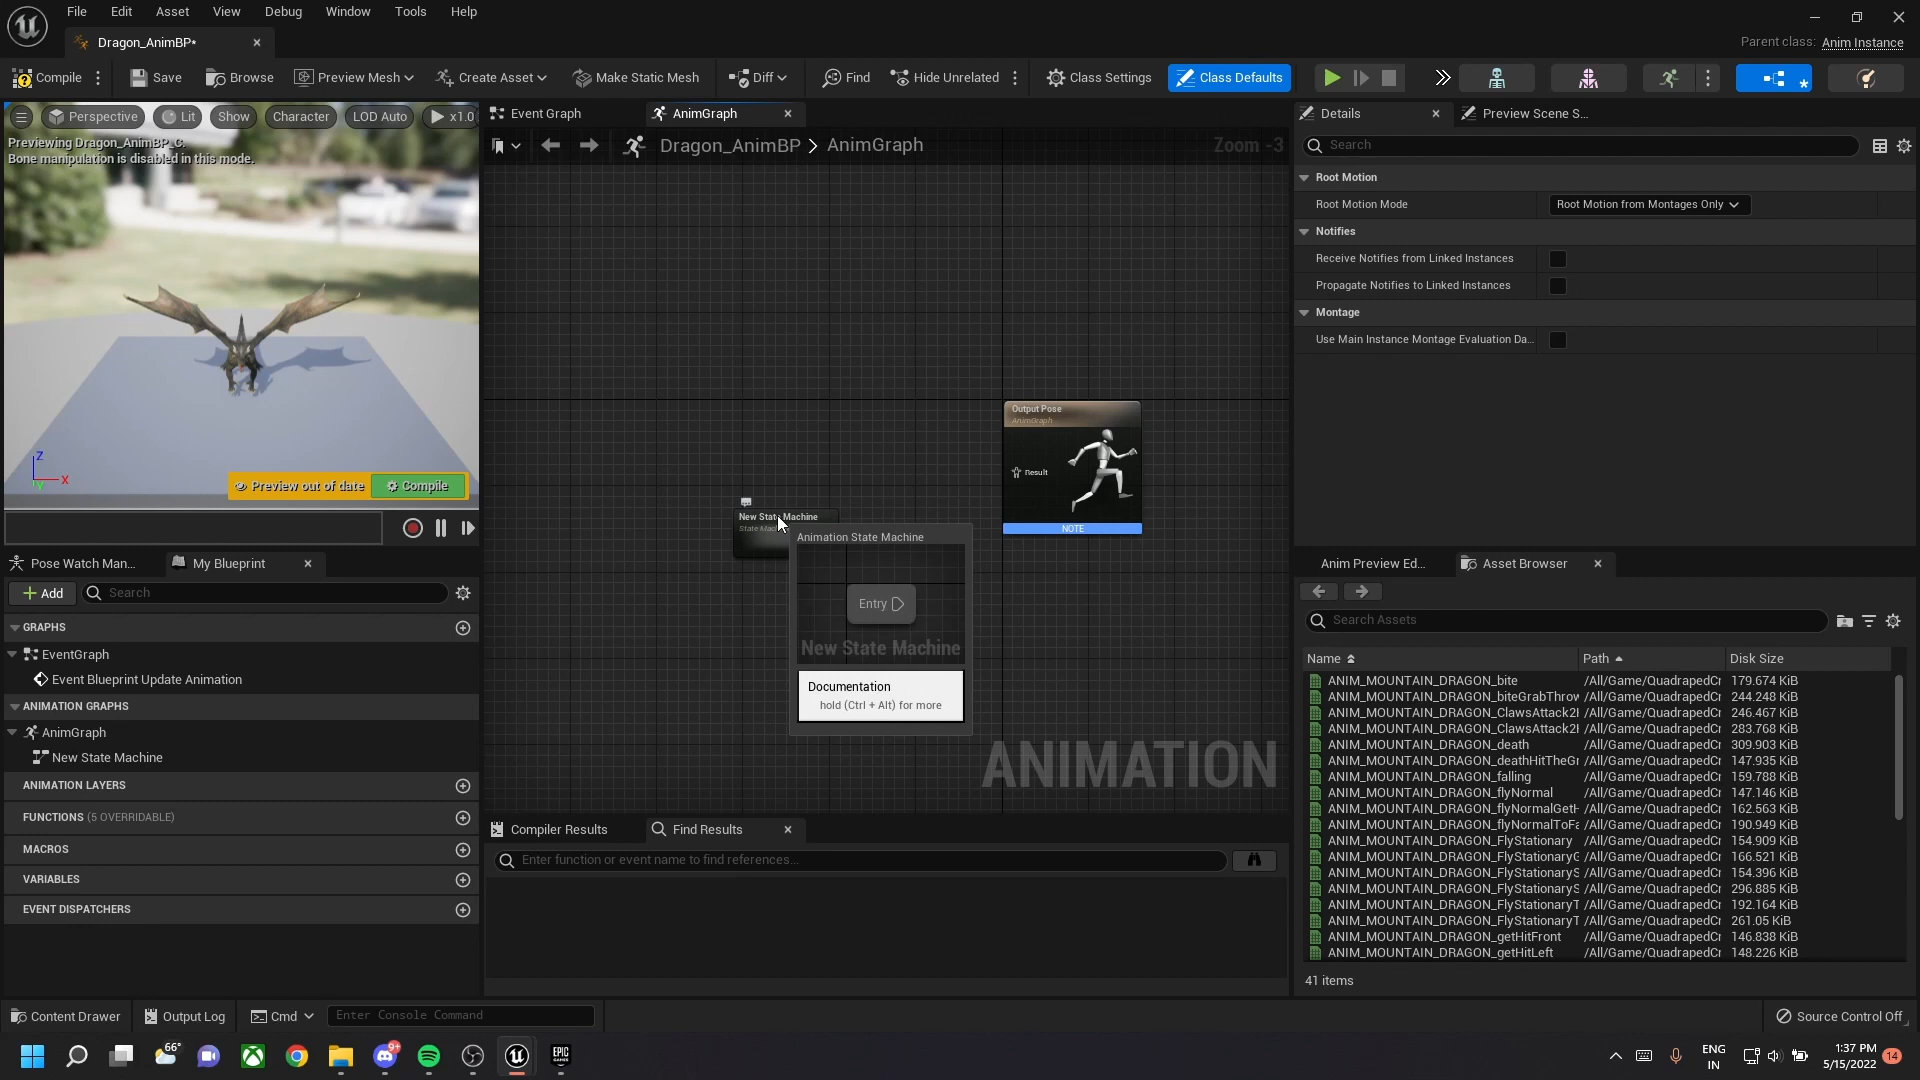 File Edit Asset View Debug Window Tools Help
Dragon_AnimBP*
Parent class: Anim Instance
Compile Save Browse Preview Mesh Create Asset Make Static Mesh Diff Find Hide Unrelated Class Settings Class Defaults
Perspective Lit Show Character LOD Auto x1.0
Previewing Dragon_AnimBP_C.
Bone manipulation is disabled in this mode.
Z
X
Y
Preview out of date Compile
Pose Watch Man... My Blueprint
Add Search
GRAPHS
EventGraph
Event Blueprint Update Animation
ANIMATION GRAPHS
AnimGraph
New State Machine
ANIMATION LAYERS
FUNCTIONS (5 OVERRIDABLE)
MACROS
VARIABLES
EVENT DISPATCHERS
Event Graph AnimGraph
Dragon_AnimBP > AnimGraph
Zoom -3
Output Pose
AnimGraph
Result
NOTE
New State Machine
Animation State Machine
Entry
New State Machine
Documentation
hold (Ctrl + Alt) for more
ANIMATION
Compiler Results Find Results
Enter function or event name to find references...
Details Preview Scene S...
Search
Root Motion
Root Motion Mode Root Motion from Montages Only
Notifies
Receive Notifies from Linked Instances
Propagate Notifies to Linked Instances
Montage
Use Main Instance Montage Evaluation Da...
Anim Preview Ed... Asset Browser
Search Assets
Name Path Disk Size
ANIM_MOUNTAIN_DRAGON_bite /All/Game/QuadrapedCr 179.674 KiB
ANIM_MOUNTAIN_DRAGON_biteGrabThrow /All/Game/QuadrapedCr 244.248 KiB
ANIM_MOUNTAIN_DRAGON_ClawsAttack2H /All/Game/QuadrapedCr 246.467 KiB
ANIM_MOUNTAIN_DRAGON_ClawsAttack2H /All/Game/QuadrapedCr 283.768 KiB
ANIM_MOUNTAIN_DRAGON_death /All/Game/QuadrapedCr 309.903 KiB
ANIM_MOUNTAIN_DRAGON_deathHitTheGr /All/Game/QuadrapedCr 147.935 KiB
ANIM_MOUNTAIN_DRAGON_falling /All/Game/QuadrapedCr 159.788 KiB
ANIM_MOUNTAIN_DRAGON_flyNormal /All/Game/QuadrapedCr 147.146 KiB
ANIM_MOUNTAIN_DRAGON_flyNormalGetH /All/Game/QuadrapedCr 162.563 KiB
ANIM_MOUNTAIN_DRAGON_flyNormalToFa /All/Game/QuadrapedCr 190.949 KiB
ANIM_MOUNTAIN_DRAGON_FlyStationary /All/Game/QuadrapedCr 154.909 KiB
ANIM_MOUNTAIN_DRAGON_FlyStationaryG /All/Game/QuadrapedCr 166.521 KiB
ANIM_MOUNTAIN_DRAGON_FlyStationaryS /All/Game/QuadrapedCr 154.396 KiB
ANIM_MOUNTAIN_DRAGON_FlyStationaryS /All/Game/QuadrapedCr 296.885 KiB
ANIM_MOUNTAIN_DRAGON_FlyStationaryT /All/Game/QuadrapedCr 192.164 KiB
ANIM_MOUNTAIN_DRAGON_FlyStationaryT /All/Game/QuadrapedCr 261.05 KiB
ANIM_MOUNTAIN_DRAGON_getHitFront /All/Game/QuadrapedCr 146.838 KiB
ANIM_MOUNTAIN_DRAGON_getHitLeft /All/Game/QuadrapedCr 148.226 KiB
41 items
Content Drawer Output Log Cmd Enter Console Command Source Control Off
66° 9+ EPIC GAMES ENG 1:37 PM 14
IN 5/15/2022